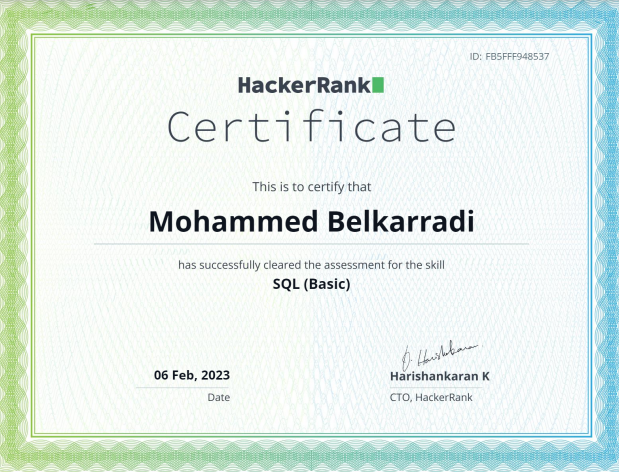 ID: FB5FFF948537
HackerRank
Certificate
This is to certify that
Mohammed Belkarradi
has successfully cleared the assessment for the skill
SQL (Basic)
06 Feb, 2023
Date
Harishankaran K
CTO, HackerRank